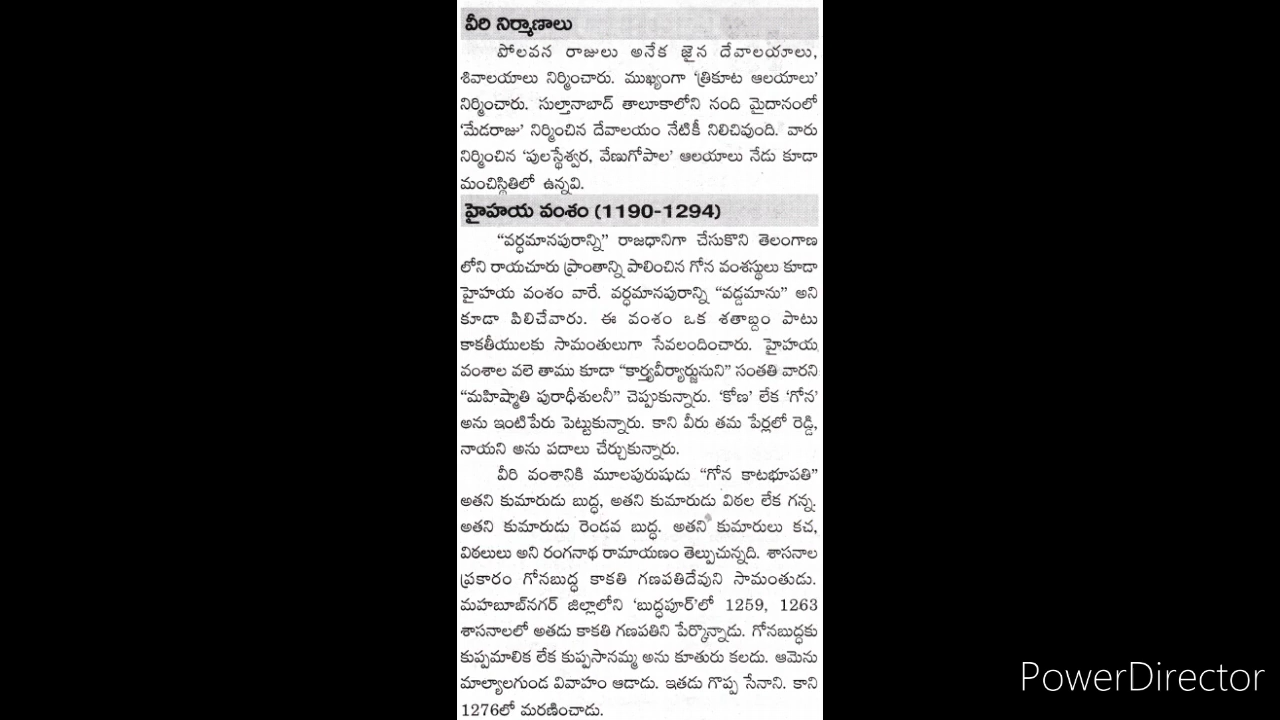 వీరి నిర్మాణాలు
పోలవన రాజులు అనేక జైన దేవాలయాలు,
శివాలయాలు నిర్మించారు. ముఖ్యంగా ‘త్రికూట ఆలయాలు’
నిర్మించారు. సుల్తానాబాద్ తాలూకాలోని నంది మైదానంలో
‘మేడరాజు’ నిర్మించిన దేవాలయం నేటికీ నిలిచివుంది. వారు
నిర్మించిన ‘పులస్థేశ్వర, వేణుగోపాల’ ఆలయాలు నేడు కూడా
మంచిస్థితిలో ఉన్నవి.
హైహయ వంశం (1190-1294)
“వర్ధమానపురాన్ని” రాజధానిగా చేసుకొని తెలంగాణ
లోని రాయచూరు ప్రాంతాన్ని పాలించిన గోన వంశస్థులు కూడా
హైహయ వంశం వారే. వర్ధమానపురాన్ని “వడ్డమాను” అని
కూడా పిలిచేవారు. ఈ వంశం ఒక శతాబ్దం పాటు
కాకతీయులకు సామంతులుగా సేవలందించారు. హైహయ
వంశాల వలె తాము కూడా “కార్త్యవీర్యార్జునుని” సంతతి వారని
“మహిష్మాతి పురాధీశులనీ” చెప్పుకున్నారు. ‘కోణ’ లేక ‘గోన’
అను ఇంటిపేరు పెట్టుకున్నారు. కాని వీరు తమ పేర్లలో రెడ్డి,
నాయని అను పదాలు చేర్చుకున్నారు.
వీరి వంశానికి మూలపురుషుడు “గోన కాటభూపతి”
అతని కుమారుడు బుద్ధ, అతని కుమారుడు విఠల లేక గన్న.
అతని కుమారుడు రెండవ బుద్ధ. అతని కుమారులు కచ,
విఠలులు అని రంగనాథ రామాయణం తెల్పుచున్నది. శాసనాల
ప్రకారం గోనబుద్ధ కాకతి గణపతిదేవుని సామంతుడు.
మహబూబ్‌నగర్ జిల్లాలోని ‘బుద్ధపూర్’లో 1259, 1263
శాసనాలలో అతడు కాకతి గణపతిని పేర్కొన్నాడు. గోనబుద్ధకు
కుప్పమాలిక లేక కుప్పసానమ్మ అను కూతురు కలదు. ఆమెను
మాల్యాలగుండ వివాహం ఆడాడు. ఇతడు గొప్ప సేనాని. కాని
1276లో మరణించాడు.
PowerDirector